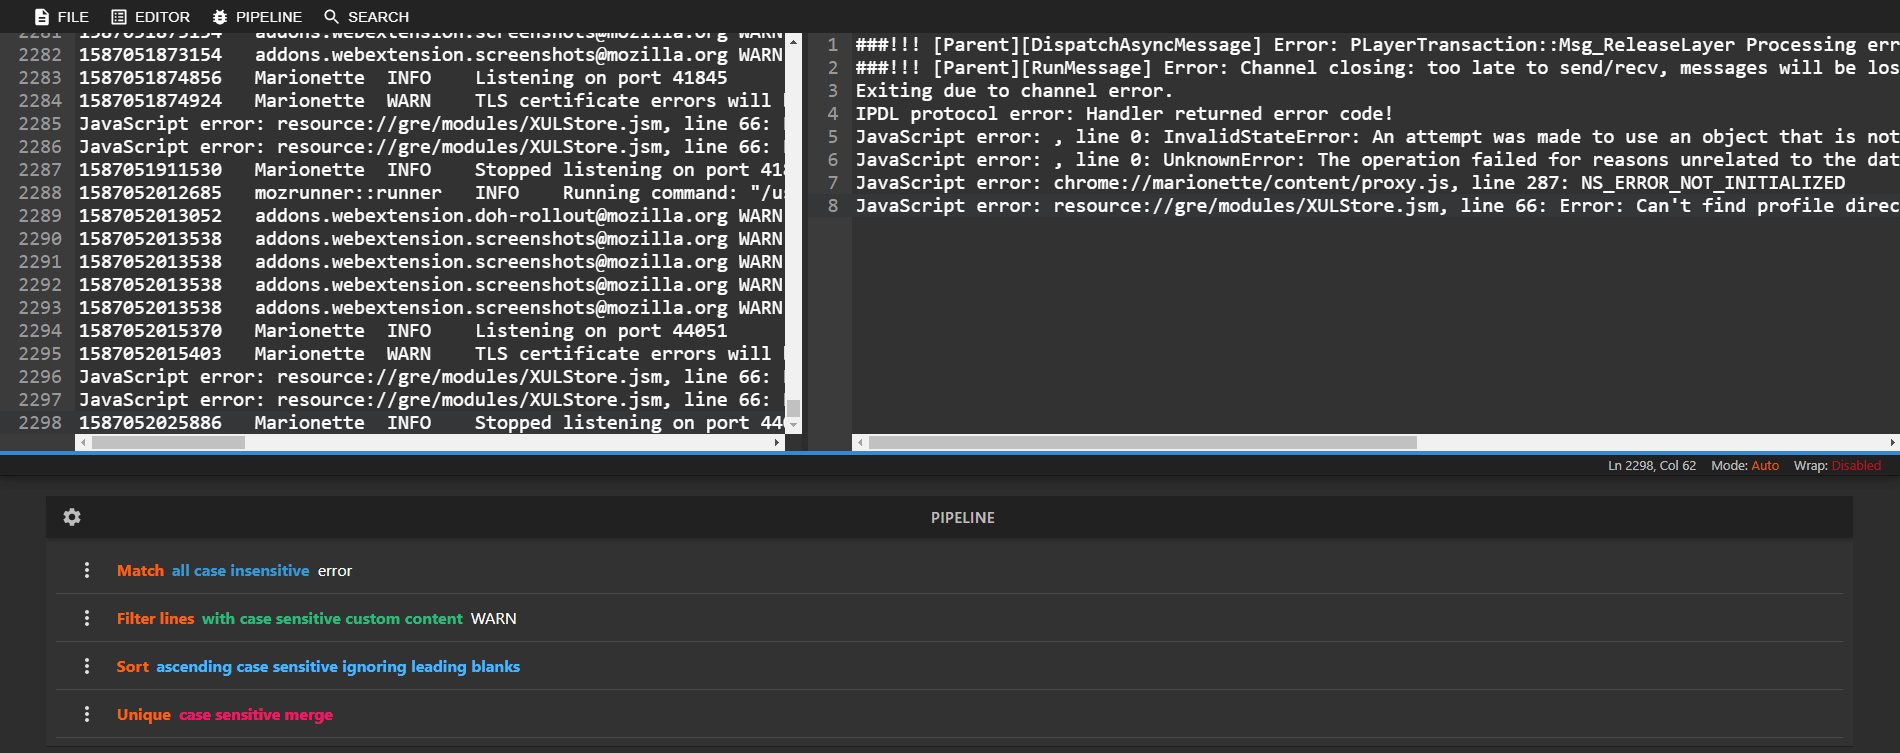 FILE EDITOR PIPELINE SEARCH
2281 1587051873154 addons.webextension.screenshots@mozilla.org WARN
2282 1587051873154 addons.webextension.screenshots@mozilla.org WARN
2283 1587051874856 Marionette INFO Listening on port 41845
2284 1587051874924 Marionette WARN TLS certificate errors will
2285 JavaScript error: resource://gre/modules/XULStore.jsm, line 66:
2286 JavaScript error: resource://gre/modules/XULStore.jsm, line 66:
2287 1587051911530 Marionette INFO Stopped listening on port 418
2288 1587052012685 mozrunner::runner INFO Running command: "/us
2289 1587052013052 addons.webextension.doh-rollout@mozilla.org WARN
2290 1587052013538 addons.webextension.screenshots@mozilla.org WARN
2291 1587052013538 addons.webextension.screenshots@mozilla.org WARN
2292 1587052013538 addons.webextension.screenshots@mozilla.org WARN
2293 1587052013538 addons.webextension.screenshots@mozilla.org WARN
2294 1587052015370 Marionette INFO Listening on port 44051
2295 1587052015403 Marionette WARN TLS certificate errors will
2296 JavaScript error: resource://gre/modules/XULStore.jsm, line 66:
2297 JavaScript error: resource://gre/modules/XULStore.jsm, line 66:
2298 1587052025886 Marionette INFO Stopped listening on port 44
1 ###!!! [Parent][DispatchAsyncMessage] Error: PLayerTransaction::Msg_ReleaseLayer Processing err
2 ###!!! [Parent][RunMessage] Error: Channel closing: too late to send/recv, messages will be los
3 Exiting due to channel error.
4 IPDL protocol error: Handler returned error code!
5 JavaScript error: , line 0: InvalidStateError: An attempt was made to use an object that is not
6 JavaScript error: , line 0: UnknownError: The operation failed for reasons unrelated to the dat
7 JavaScript error: chrome://marionette/content/proxy.js, line 287: NS_ERROR_NOT_INITIALIZED
8 JavaScript error: resource://gre/modules/XULStore.jsm, line 66: Error: Can't find profile direc
Ln 2298, Col 62 Mode: Auto Wrap: Disabled
PIPELINE
Match all case insensitive error
Filter lines with case sensitive custom content WARN
Sort ascending case sensitive ignoring leading blanks
Unique case sensitive merge